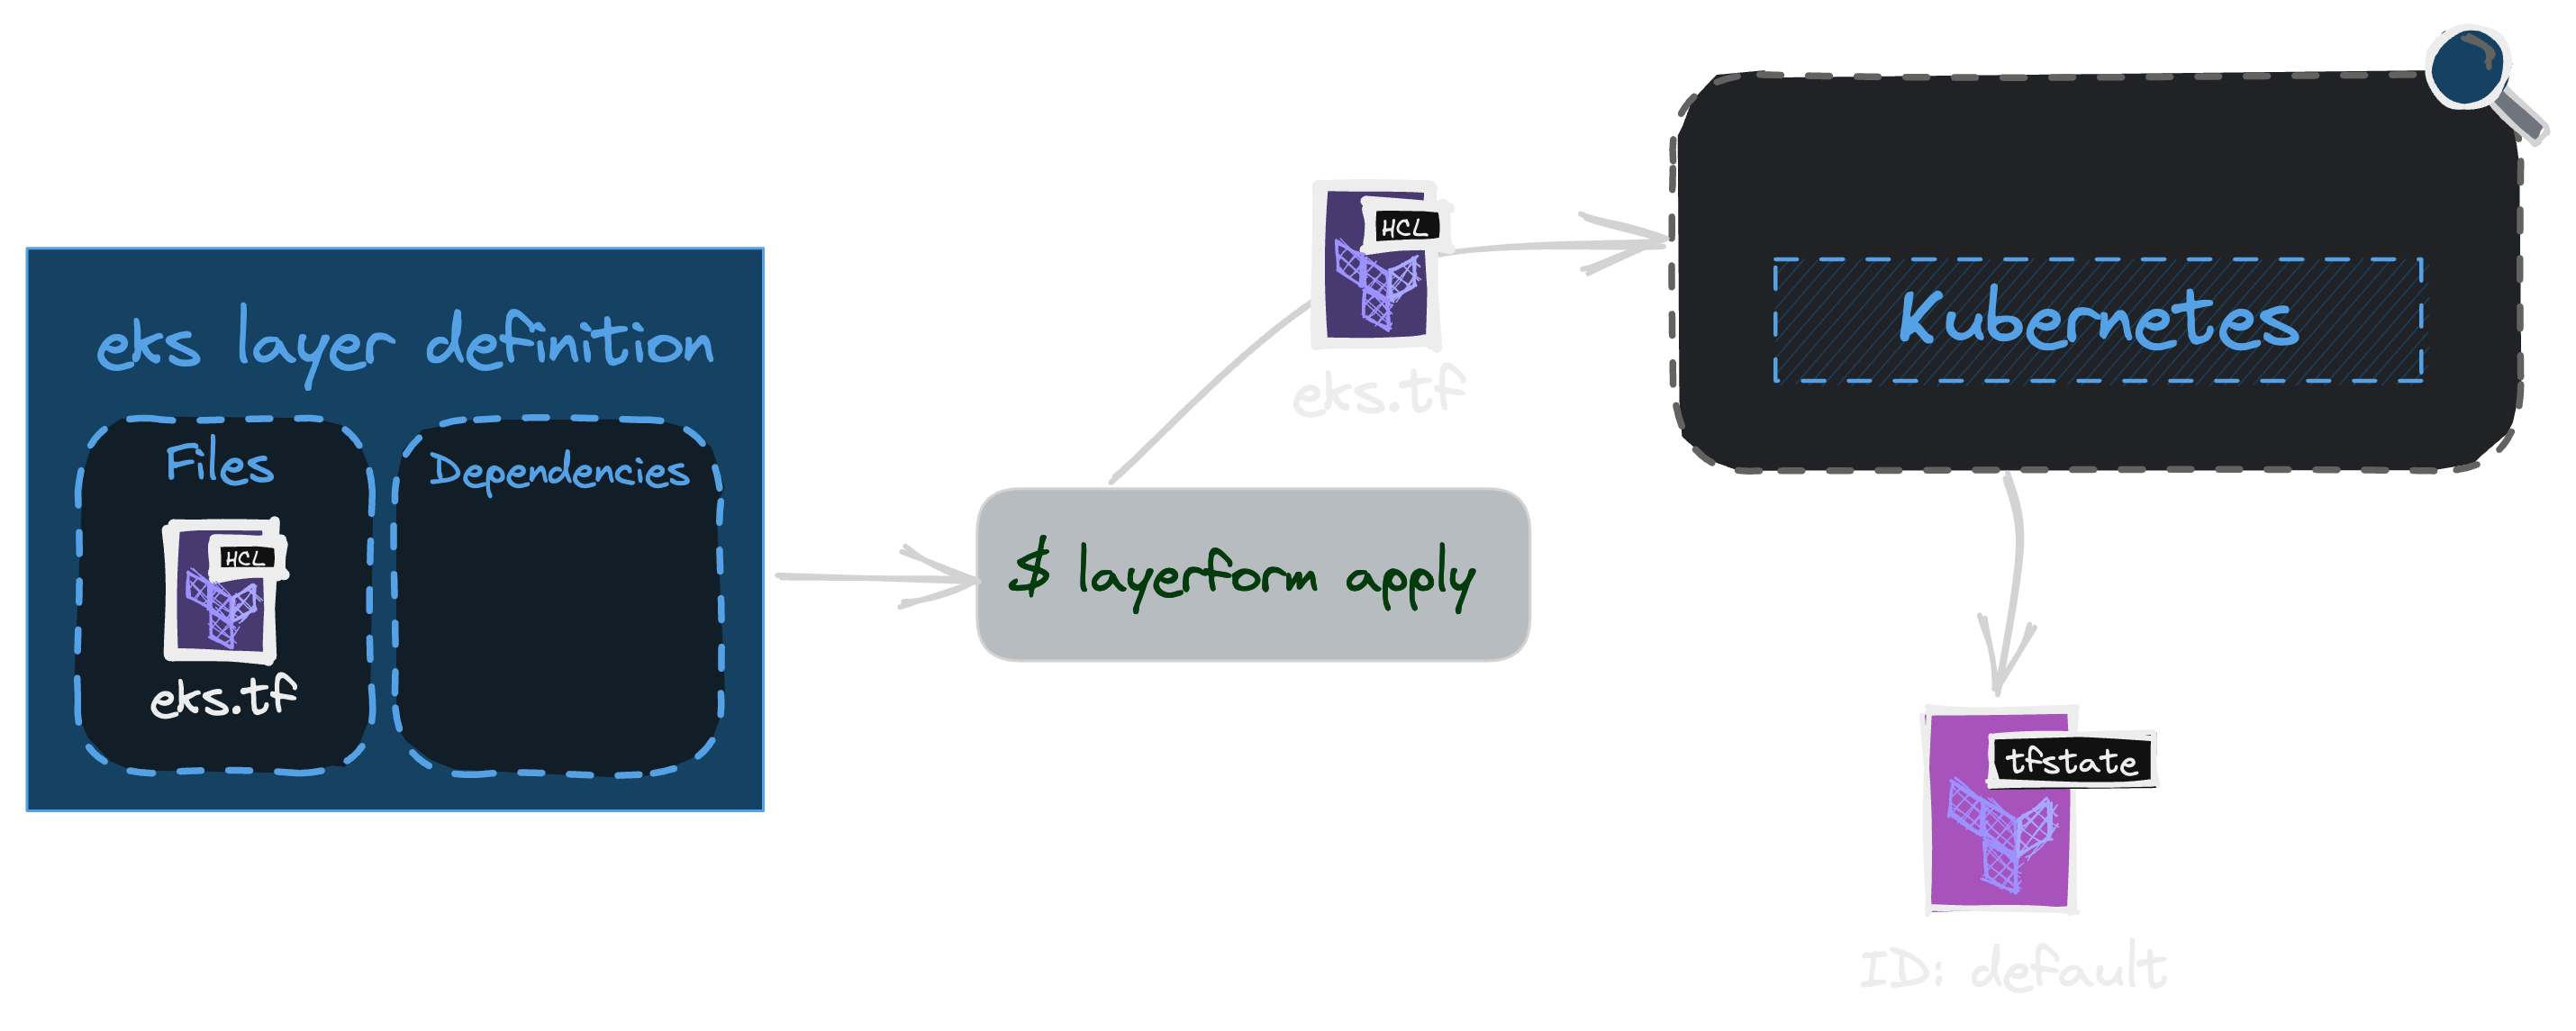 eks layer definition
Files
Dependencies
HCL
eks.tf
$ layerform apply
HCL
eks.tf
Kubernetes
tfstate
ID: default